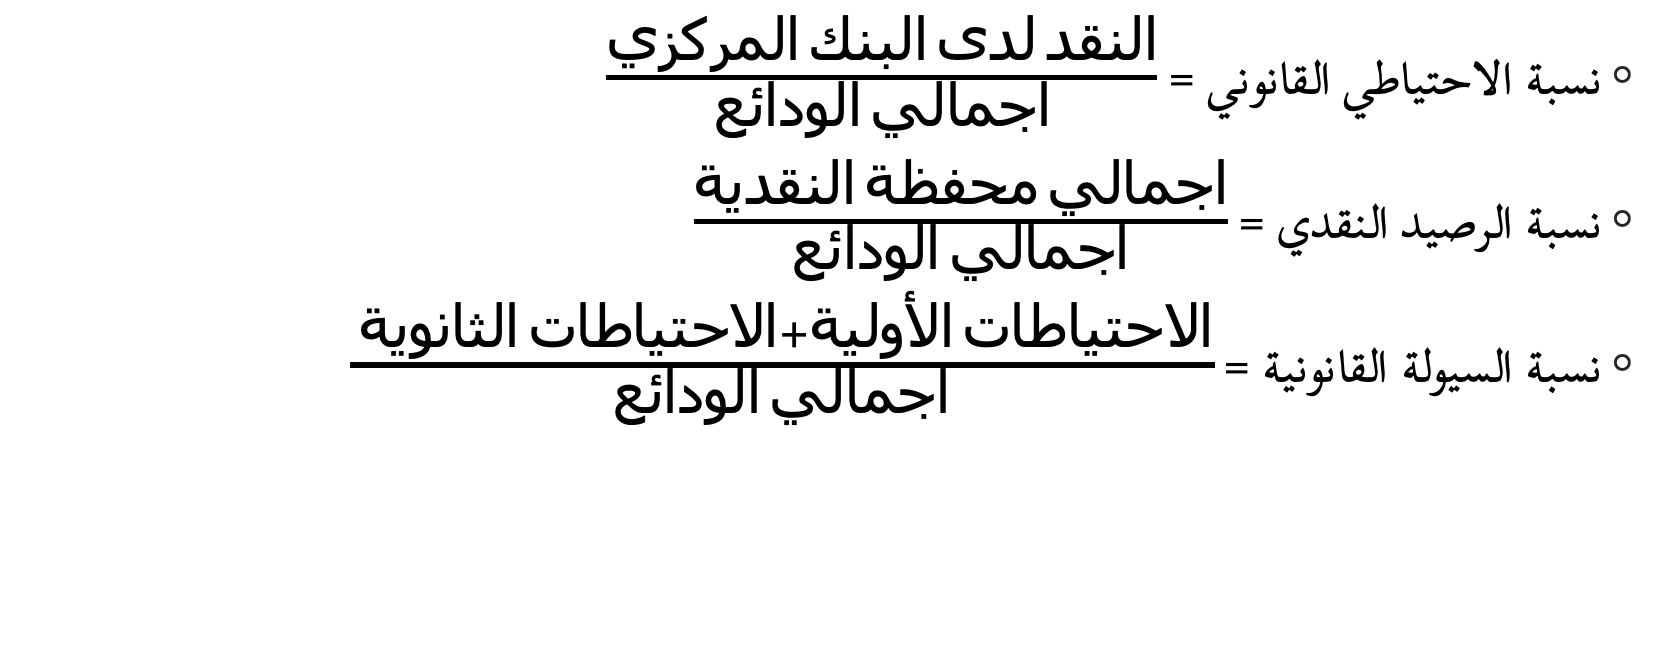 النقد لدى البنك المركزي
○ نسبة الاحتياطي القانوني =
اجمالي الودائع
اجمالي محفظة النقدية
○ نسبة الرصيد النقدي =
اجمالي الودائع
الاحتياطات الأولية+الاحتياطات الثانوية
○ نسبة السيولة القانونية =
اجمالي الودائع